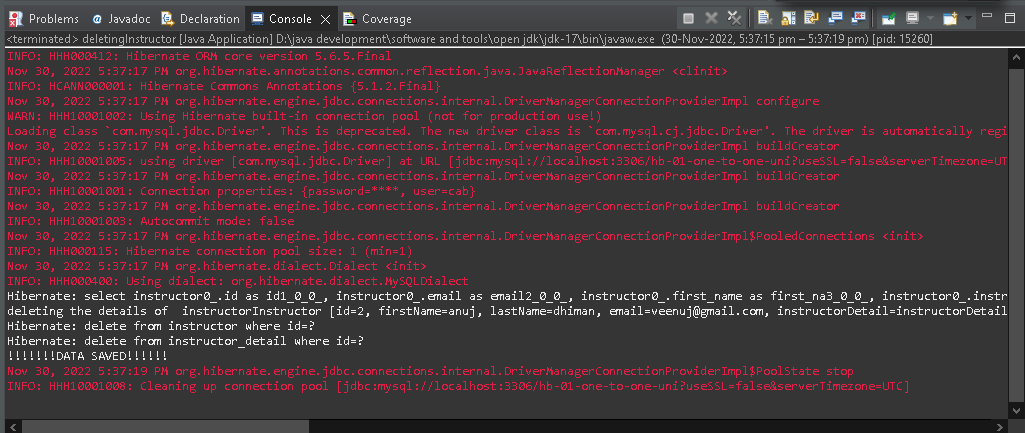 Problems @ Javadoc Declaration Console Coverage
<terminated> deletingInstructor [Java Application] D:\java development\software and tools\open jdk\jdk-17\bin\javaw.exe (30-Nov-2022, 5:37:15 pm – 5:37:19 pm) [pid: 15260]
INFO: HHH000412: Hibernate ORM core version 5.6.5.Final
Nov 30, 2022 5:37:17 PM org.hibernate.annotations.common.reflection.java.JavaReflectionManager <clinit>
INFO: HCANN000001: Hibernate Commons Annotations {5.1.2.Final}
Nov 30, 2022 5:37:17 PM org.hibernate.engine.jdbc.connections.internal.DriverManagerConnectionProviderImpl configure
WARN: HHH10001002: Using Hibernate built-in connection pool (not for production use!)
Loading class `com.mysql.jdbc.Driver'. This is deprecated. The new driver class is `com.mysql.cj.jdbc.Driver'. The driver is automatically regi
Nov 30, 2022 5:37:17 PM org.hibernate.engine.jdbc.connections.internal.DriverManagerConnectionProviderImpl buildCreator
INFO: HHH10001005: using driver [com.mysql.jdbc.Driver] at URL [jdbc:mysql://localhost:3306/hb-01-one-to-one-uni?useSSL=false&serverTimezone=UT
Nov 30, 2022 5:37:17 PM org.hibernate.engine.jdbc.connections.internal.DriverManagerConnectionProviderImpl buildCreator
INFO: HHH10001001: Connection properties: {password=****, user=cab}
Nov 30, 2022 5:37:17 PM org.hibernate.engine.jdbc.connections.internal.DriverManagerConnectionProviderImpl buildCreator
INFO: HHH10001003: Autocommit mode: false
Nov 30, 2022 5:37:17 PM org.hibernate.engine.jdbc.connections.internal.DriverManagerConnectionProviderImpl$PooledConnections <init>
INFO: HHH000115: Hibernate connection pool size: 1 (min=1)
Nov 30, 2022 5:37:17 PM org.hibernate.dialect.Dialect <init>
INFO: HHH000400: Using dialect: org.hibernate.dialect.MySQLDialect
Hibernate: select instructor0_.id as id1_0_0_, instructor0_.email as email2_0_0_, instructor0_.first_name as first_na3_0_0_, instructor0_.instr
deleting the details of  instructorInstructor [id=2, firstName=anuj, lastName=dhiman, email=veenuj@gmail.com, instructorDetail=instructorDetail
Hibernate: delete from instructor where id=?
Hibernate: delete from instructor_detail where id=?
!!!!!!!DATA SAVED!!!!!!
Nov 30, 2022 5:37:19 PM org.hibernate.engine.jdbc.connections.internal.DriverManagerConnectionProviderImpl$PoolState stop
INFO: HHH10001008: Cleaning up connection pool [jdbc:mysql://localhost:3306/hb-01-one-to-one-uni?useSSL=false&serverTimezone=UTC]